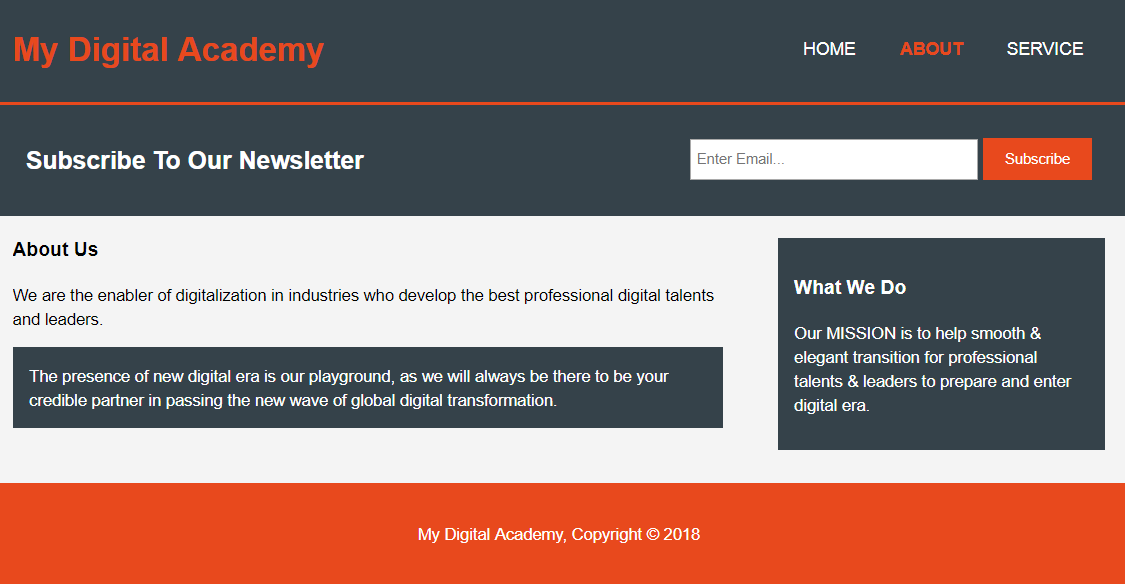 My Digital Academy
HOME ABOUT SERVICE
Subscribe To Our Newsletter
Enter Email...
Subscribe
About Us
We are the enabler of digitalization in industries who develop the best professional digital talents
and leaders.
The presence of new digital era is our playground, as we will always be there to be your
credible partner in passing the new wave of global digital transformation.
What We Do
Our MISSION is to help smooth &
elegant transition for professional
talents & leaders to prepare and enter
digital era.
My Digital Academy, Copyright © 2018